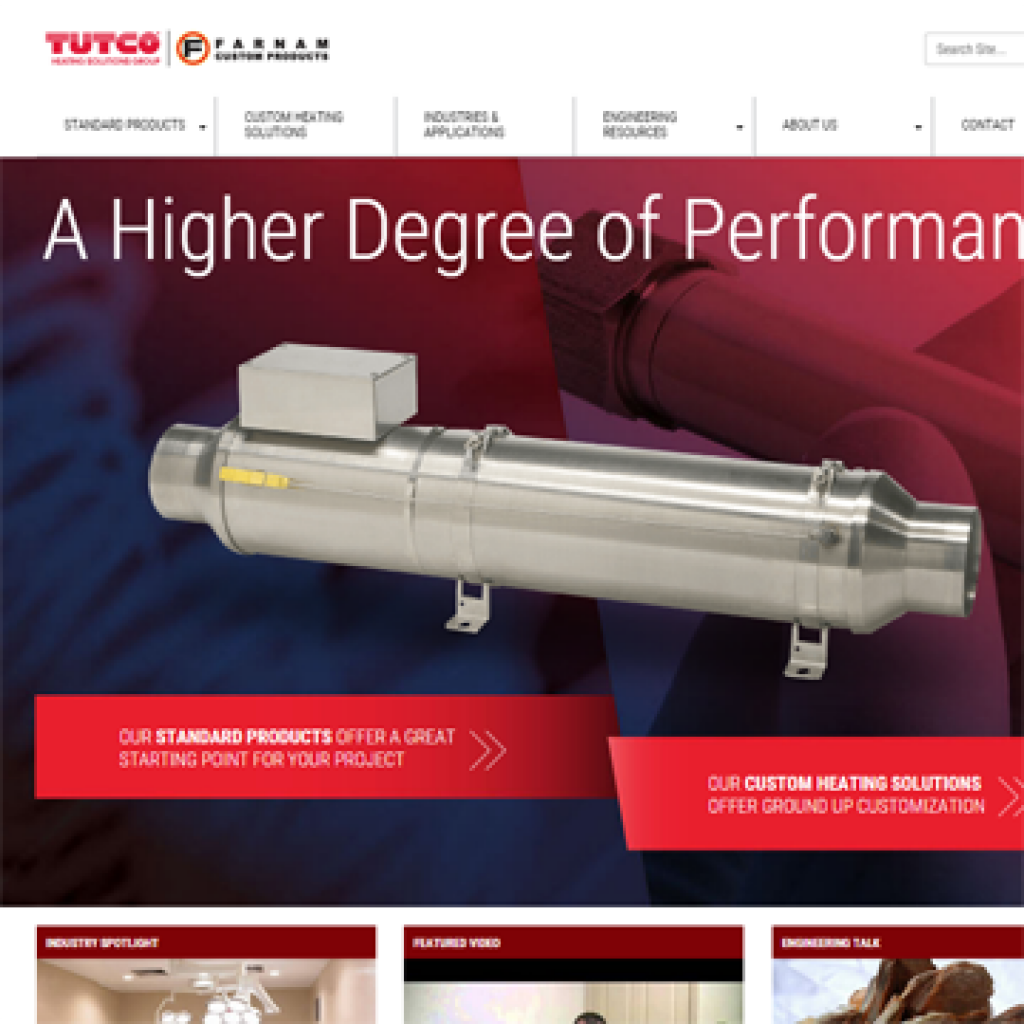 TUTCO
HEATING SOLUTIONS GROUP
F FARNAM
CUSTOM PRODUCTS
Search Site...
STANDARD PRODUCTS
CUSTOM HEATING
SOLUTIONS
INDUSTRIES &
APPLICATIONS
ENGINEERING
RESOURCES
ABOUT US
CONTACT
A Higher Degree of Performan
OUR STANDARD PRODUCTS OFFER A GREAT
STARTING POINT FOR YOUR PROJECT
OUR CUSTOM HEATING SOLUTIONS
OFFER GROUND UP CUSTOMIZATION
INDUSTRY SPOTLIGHT
FEATURED VIDEO
ENGINEERING TALK